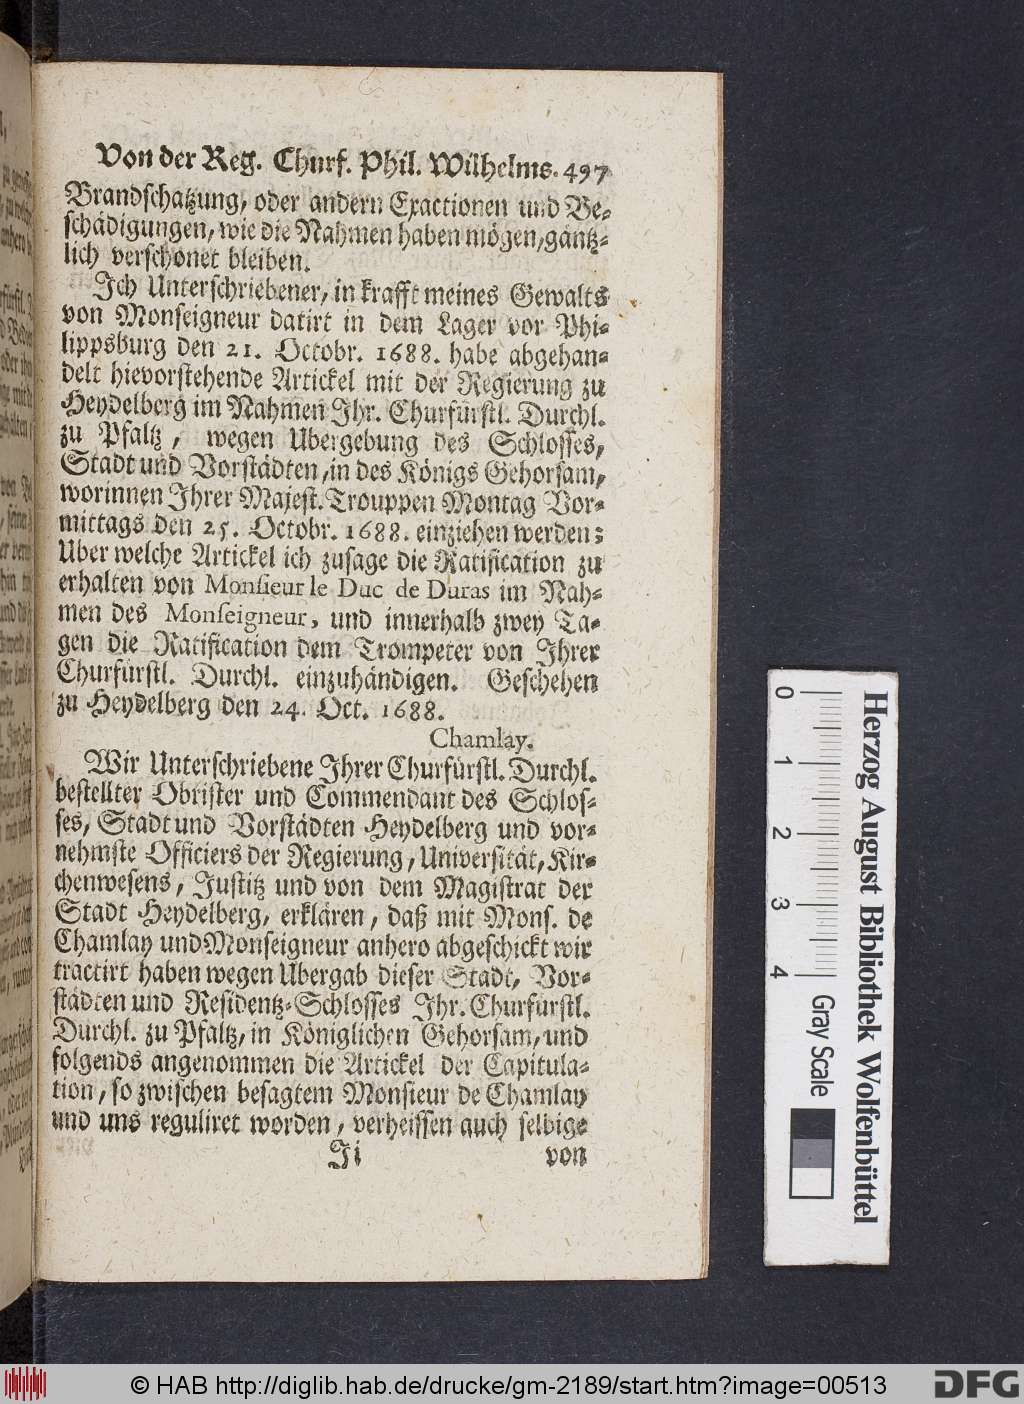 Von der Reg. Churf. Phil. Wilhelms. 497
Brandschatzung, oder andern Exactionen und Be-
schädigungen, wie die Nahmen haben mögen, gäntz-
lich verschonet bleiben.
Ich Unterschriebener, in krafft meines Gewalts
von Monseigneur datirt in dem Lager vor Phi-
lippsburg den 21. Octobr. 1688. habe abgehan-
delt hievorstehende Artickel mit der Regierung zu
Heydelberg im Nahmen Ihr. Churfürstl. Durchl.
zu Pfaltz, wegen Ubergebung des Schlosses,
Stadt und Vorstädten, in des Königs Gehorsam,
worinnen Ihrer Majest. Trouppen Montag Vor-
mittags den 25. Octobr. 1688. einziehen werden;
Uber welche Artickel ich zusage die Ratification zu
erhalten von Monsieur le Duc de Duras im Nah-
men des Monseigneur, und innerhalb zwey Ta-
gen die Ratification dem Trompeter von Ihrer
Churfürstl. Durchl. einzuhändigen. Geschehen
zu Heydelberg den 24. Oct. 1688.
Chamlay.
Wir Unterschriebene Ihrer Churfürstl. Durchl.
bestellter Obrister und Commendant des Schlos-
ses, Stadt und Vorstädten Heydelberg und vor-
nehmste Officiers der Regierung, Universität, Kir-
chenwesens, Justitz und von dem Magistrat der
Stadt Heydelberg, erklären, daß mit Mons. de
Chamlay und Monseigneur anhero abgeschickt wir
tractirt haben wegen Ubergab dieser Stadt, Vor-
städten und Residentz-Schlosses Ihr. Churfürstl.
Durchl. zu Pfaltz, in Königlichen Gehorsam, und
folgends angenommen die Artickel der Capitula-
tion, so zwischen besagtem Monsieur de Chamlay
und uns reguliret worden, verheissen auch selbige
Ii von
0 1 2 3 4 Gray Scale
Herzog August Bibliothek Wolfenbüttel
© HAB http://diglib.hab.de/drucke/gm-2189/start.htm?image=00513
DFG